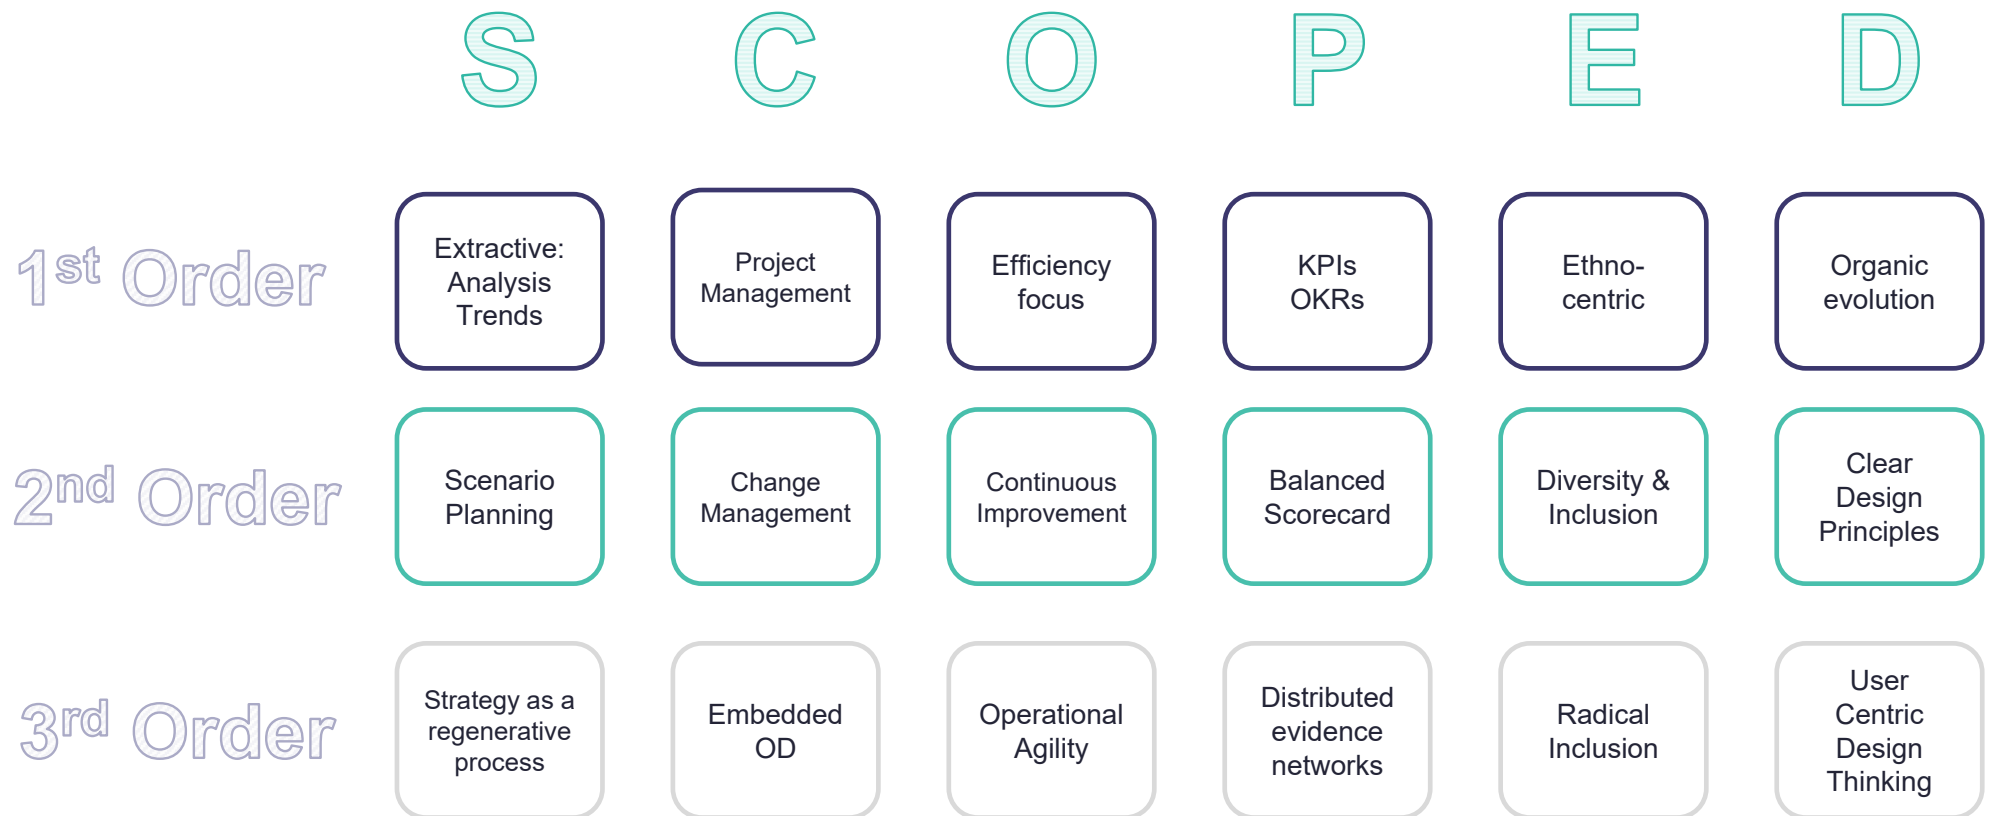 S C O P E D
1st Order
Extractive:
Analysis
Trends
Project
Management
Efficiency
focus
KPIs
OKRs
Ethno-
centric
Organic
evolution
2nd Order
Scenario
Planning
Change
Management
Continuous
Improvement
Balanced
Scorecard
Diversity &
Inclusion
Clear
Design
Principles
3rd Order
Strategy as a
regenerative
process
Embedded
OD
Operational
Agility
Distributed
evidence
networks
Radical
Inclusion
User
Centric
Design
Thinking